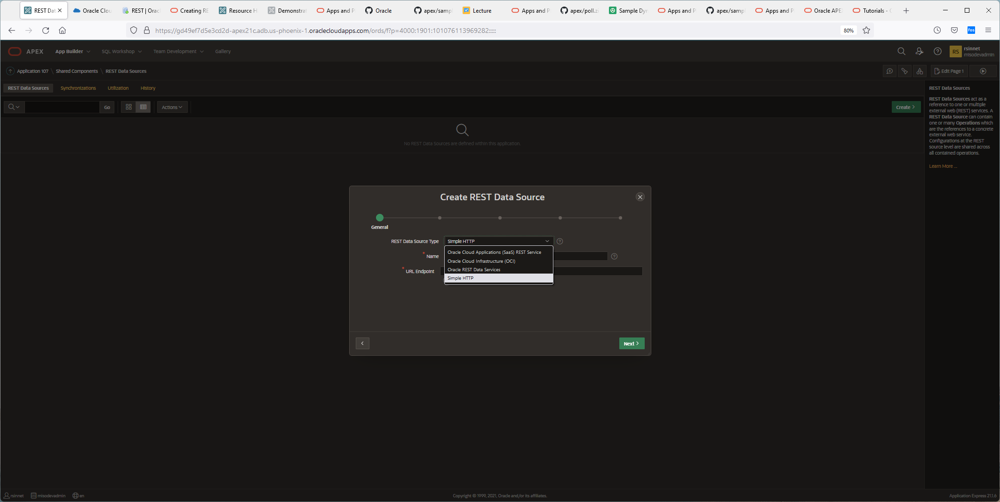 REST Dat
Oracle Clou
REST | Orac
Creating RE
Resource H
Demonstrat
Apps and P
Oracle
apex/samp
Lecture
Apps and P
apex/poll.zi
Sample Dyn
Apps and P
apex/samp
Apps and P
Oracle APE
Tutorials - O
https://gd49ef7d5e3cd2d-apex21c.adb.us-phoenix-1.oraclecloudapps.com/ords/f?p=4000:1901:101076113969282:::::
80%
fos
APEX
App Builder
SQL Workshop
Team Development
Gallery
RS
rsinnet
misodevadmin
Application 107 \ Shared Components \ REST Data Sources
Edit Page 1
REST Data Sources
Synchronizations
Utilization
History
Go
Actions
Create
No REST Data Sources are defined within this application.
REST Data Sources
REST Data Sources act as a
reference to one or multiple
external web (REST) services. A
REST Data Source can contain
one or many Operations which
are the references to a concrete
external web service.
Configurations at the REST
source level are shared across
all contained operations.
Learn More ...
Create REST Data Source
General
REST Data Source Type
Simple HTTP
Oracle Cloud Applications (SaaS) REST Service
Oracle Cloud Infrastructure (OCI)
Oracle REST Data Services
Simple HTTP
* Name
* URL Endpoint
Next
rsinnet
misodevadmin
en
Copyright © 1999, 2021, Oracle and/or its affiliates.
Application Express 21.1.6